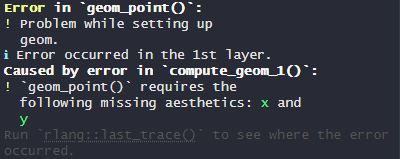 Error in `geom_point()`:
! Problem while setting up
geom.
ℹ Error occurred in the 1st layer.
Caused by error in `compute_geom_1()`:
! `geom_point()` requires the
following missing aesthetics: x and
y
Run `rlang::last_trace()` to see where the error
occurred.